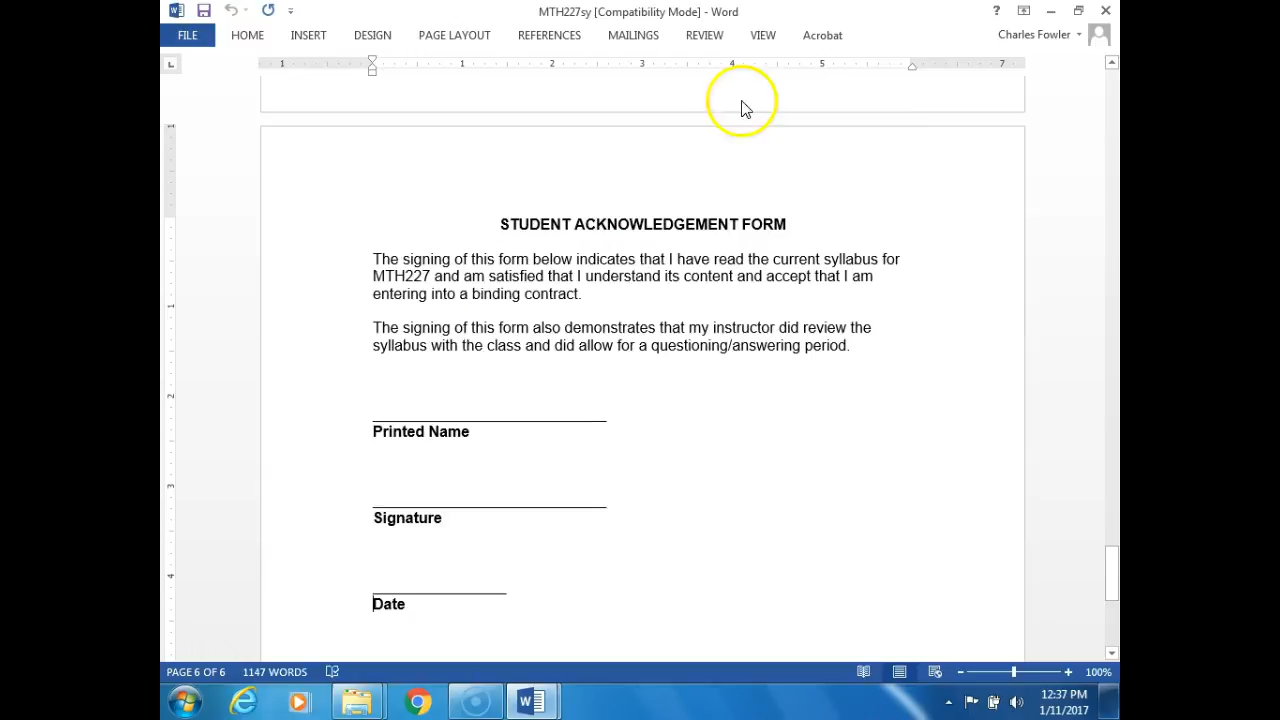 MTH227sy [Compatibility Mode] - Word
?
FILE HOME INSERT DESIGN PAGE LAYOUT REFERENCES MAILINGS REVIEW VIEW Acrobat Charles Fowler
L 1 1 2 3 4 5 7
STUDENT ACKNOWLEDGEMENT FORM
The signing of this form below indicates that I have read the current syllabus for
MTH227 and am satisfied that I understand its content and accept that I am
entering into a binding contract.
The signing of this form also demonstrates that my instructor did review the
syllabus with the class and did allow for a questioning/answering period.
Printed Name
Signature
Date
1
1
2
3
4
PAGE 6 OF 6 1147 WORDS 100%
12:37 PM
1/11/2017